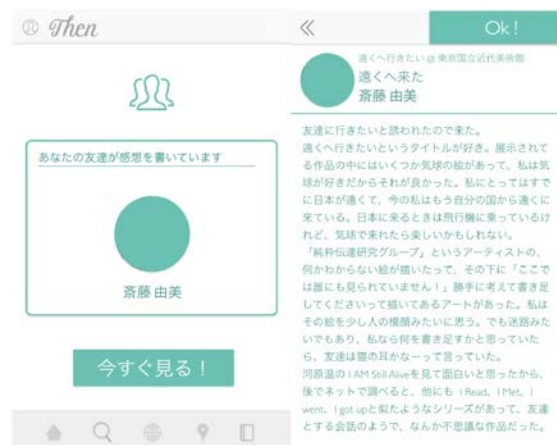 Then
あなたの友達が感想を書いています
斎藤 由美
今すぐ見る！
Ok !
遠くへ行きたい @ 東京国立近代美術館
遠くへ来た
斎藤 由美
友達に行きたいと誘われたので来た。
遠くへ行きたいというタイトルが好き。展示されて
る作品の中にはいくつか気球の絵があって、私は気
球が好きだからそれが良かった。私にとってはすで
に日本が遠くて、今の私はもう自分の国から遠くに
来ている。日本に来るときは飛行機に乗っているけ
れど、気球で来れたら楽しいかもしれない。
「純粋伝達研究グループ」というアーティストの、
何かわからない絵が描いたって、その下に「ここで
は誰にも見られていません！」勝手に考えて書き足
してくださいって描いてあるアートがあった。私は
その絵を少し人の横顔みたいに思う。でも迷路みた
いでもあり、私なら何を書き足すかと思っていた
ら、友達は猫の耳かなーって言っていた。
河原温の I AM Still Aliveを見て面白いと思ったから、
後でネットで調べると、他にも I Read、I Met、I
went、I got upと似たようなシリーズがあって、友達
とする会話のようで、なんか不思議な作品だった。